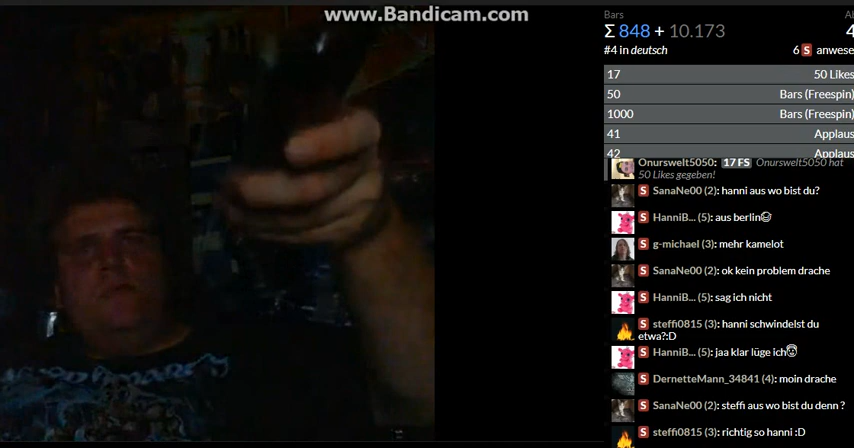 www.Bandicam.com
Bars
Al
Σ 848 + 10.173
4
#4 in deutsch
6 S anwese
17 50 Likes
50 Bars (Freespin)
1000 Bars (Freespin)
41 Applaus
42 Applaus
Onurswelt5050: 17 FS Onurswelt5050 hat
50 Likes gegeben!
S SanaNe00 (2): hanni aus wo bist du?
S HanniB... (5): aus berlin
S g-michael (3): mehr kamelot
S SanaNe00 (2): ok kein problem drache
S HanniB... (5): sag ich nicht
S steffi0815 (3): hanni schwindelst du
etwa?:D
S HanniB... (5): jaa klar lüge ich
S DernetteMann_34841 (4): moin drache
S SanaNe00 (2): steffi aus wo bist du denn ?
S steffi0815 (3): richtig so hanni :D